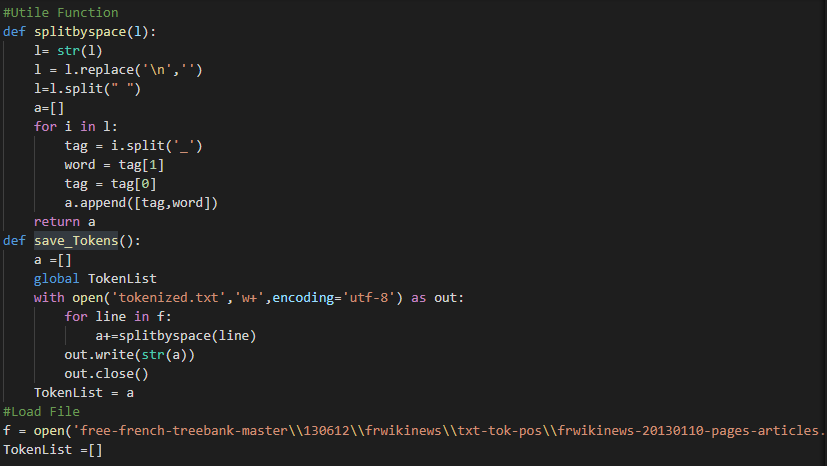 #Utile Function
def splitbyspace(l):
    l= str(l)
    l = l.replace('\n','')
    l=l.split(" ")
    a=[]
    for i in l:
        tag = i.split('_')
        word = tag[1]
        tag = tag[0]
        a.append([tag,word])
    return a
def save_Tokens():
    a =[]
    global TokenList
    with open('tokenized.txt','w+',encoding='utf-8') as out:
        for line in f:
            a+=splitbyspace(line)
        out.write(str(a))
        out.close()
    TokenList = a
#Load File
f = open('free-french-treebank-master\\130612\\frwikinews\\txt-tok-pos\\frwikinews-20130110-pages-articles.
TokenList =[]